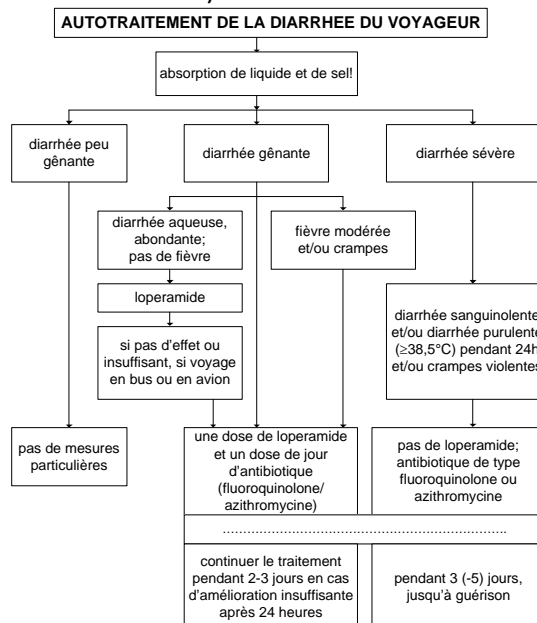 AUTOTRAITEMENT DE LA DIARRHEE DU VOYAGEUR
absorption de liquide et de sel!
diarrhée peu
gênante
diarrhée gênante
diarrhée sévère
diarrhée aqueuse,
abondante;
pas de fièvre
fièvre modérée
et/ou crampes
loperamide
si pas d'effet ou
insuffisant, si voyage
en bus ou en avion
diarrhée sanguinolente
et/ou diarrhée purulente
(≥38,5°C) pendant 24h
et/ou crampes violentes
pas de mesures
particulières
une dose de loperamide
et un dose de jour
d'antibiotique
(fluoroquinolone/
azithromycine)
pas de loperamide;
antibiotique de type
fluoroquinolone ou
azithromycine
continuer le traitement
pendant 2-3 jours en cas
d'amélioration insuffisante
après 24 heures
pendant 3 (-5) jours,
jusqu'à guérison